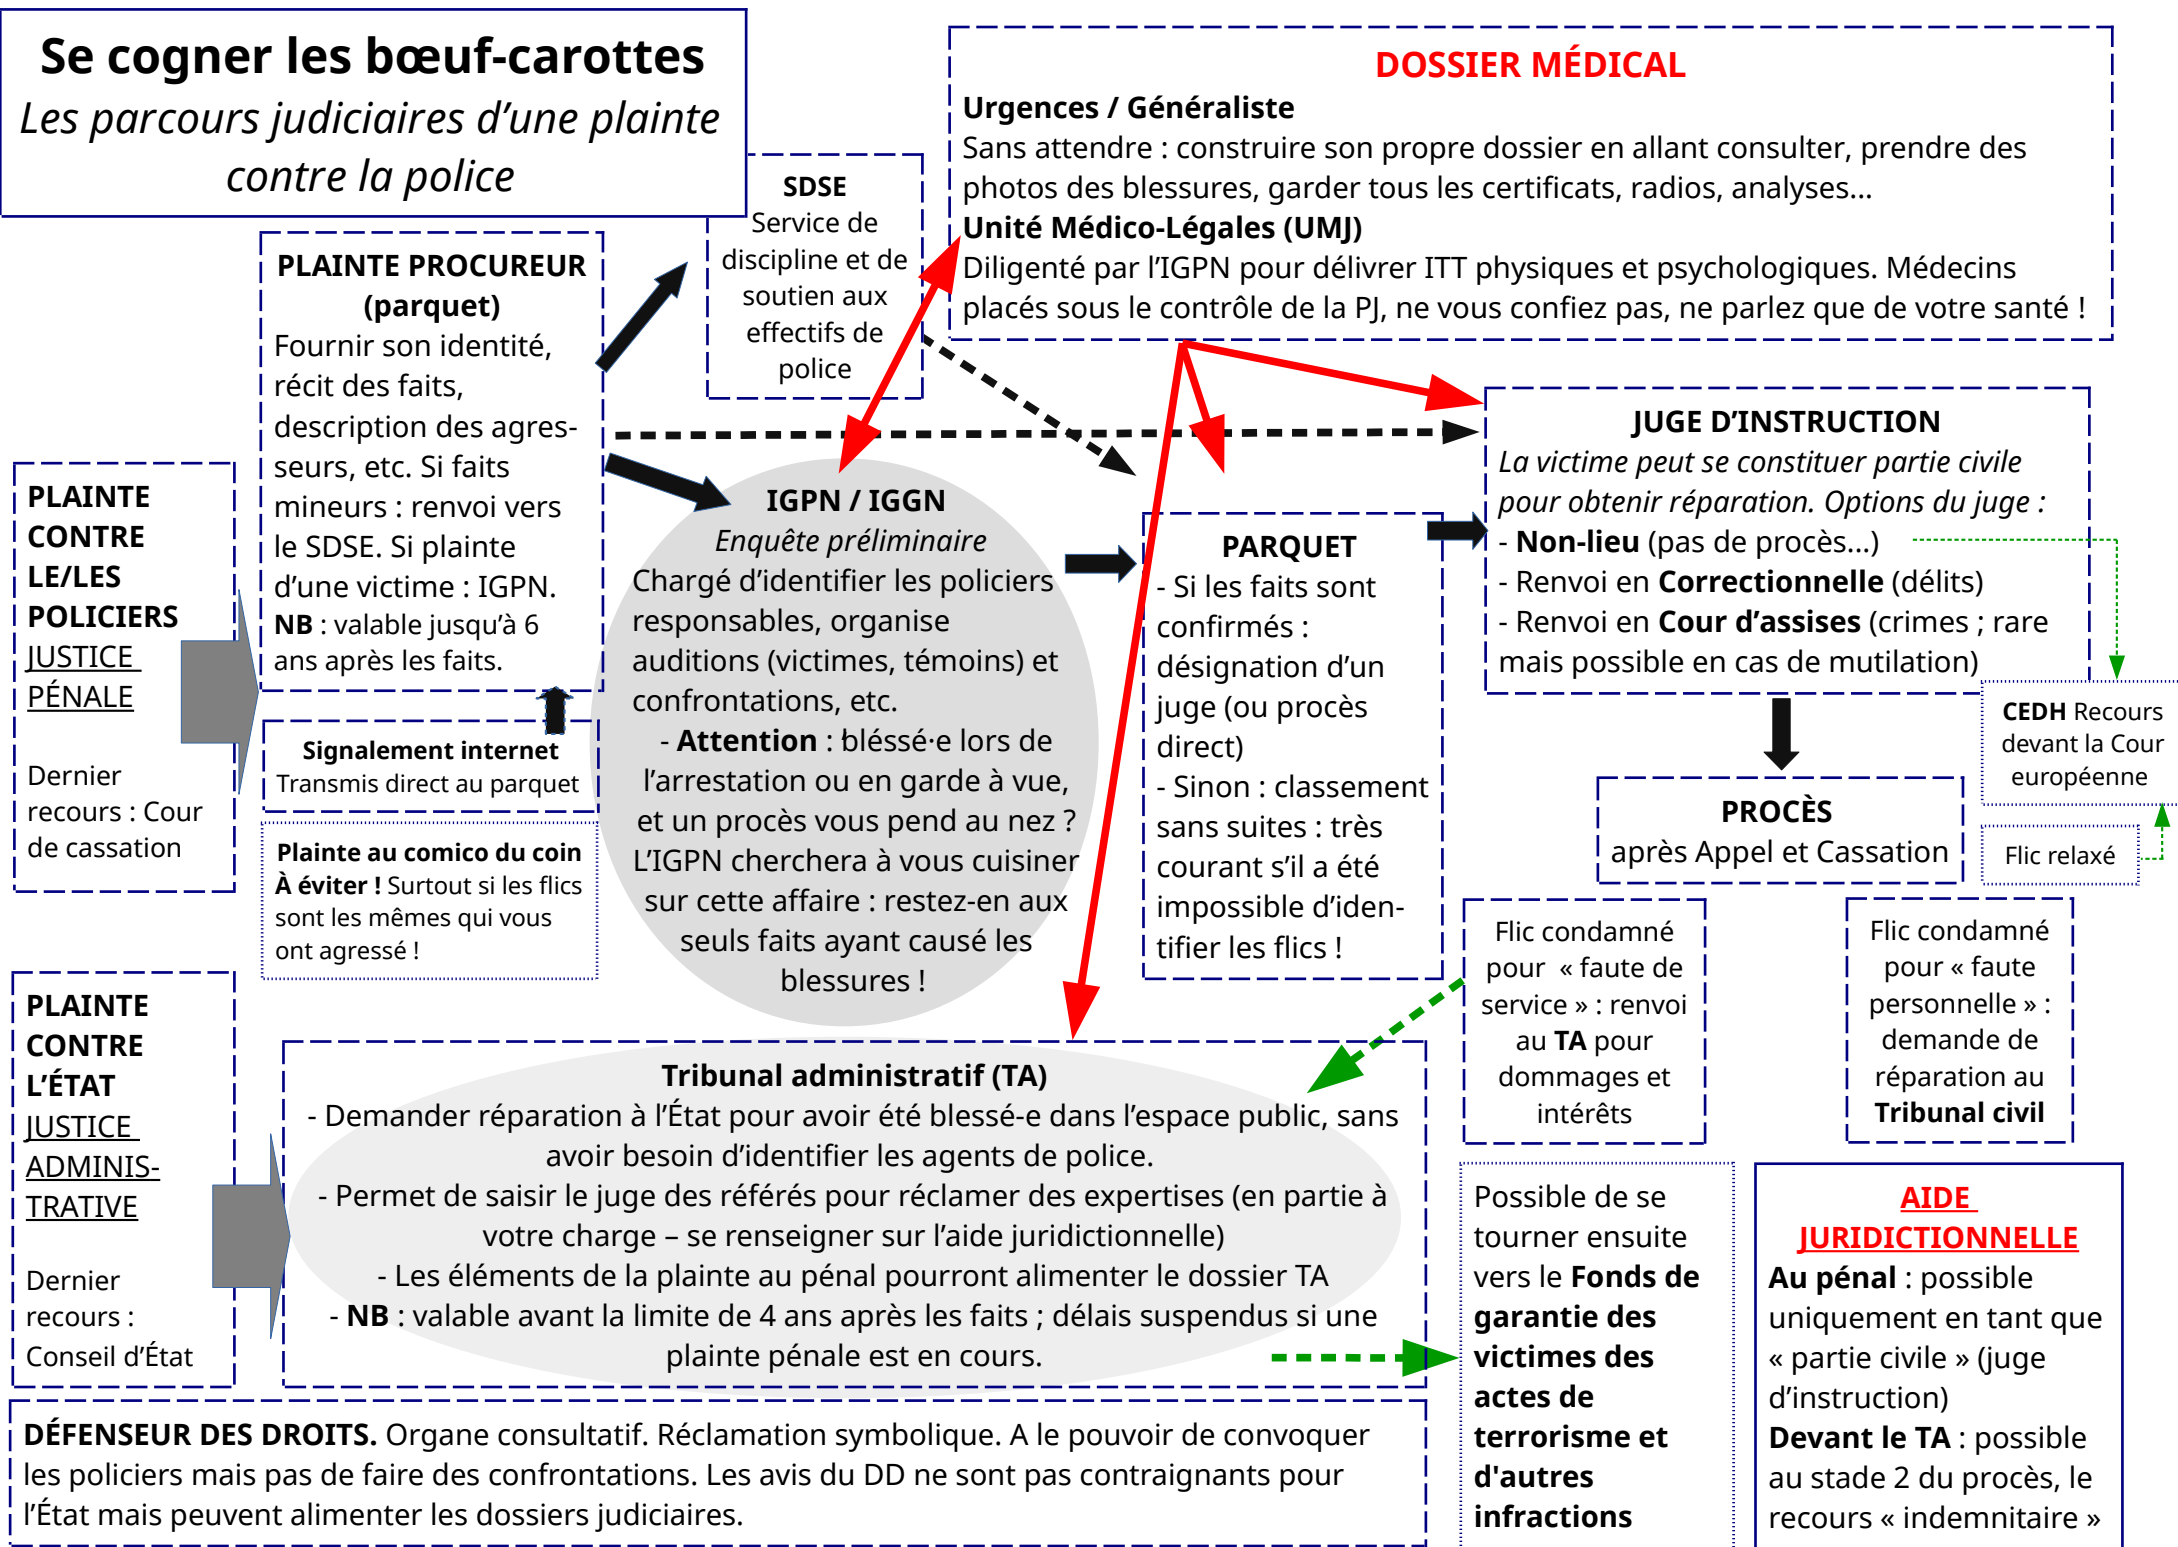 Se cogner les bœuf-carottes
Les parcours judiciaires d’une plainte
contre la police
DOSSIER MÉDICAL
Urgences / Généraliste
Sans attendre : construire son propre dossier en allant consulter, prendre des
photos des blessures, garder tous les certificats, radios, analyses...
Unité Médico-Légales (UMJ)
Diligenté par l’IGPN pour délivrer ITT physiques et psychologiques. Médecins
placés sous le contrôle de la PJ, ne vous confiez pas, ne parlez que de votre santé !
SDSE
Service de
discipline et de
soutien aux
effectifs de
police
PLAINTE PROCUREUR
(parquet)
Fournir son identité,
récit des faits,
description des agres-
seurs, etc. Si faits
mineurs : renvoi vers
le SDSE. Si plainte
d’une victime : IGPN.
NB : valable jusqu’à 6
ans après les faits.
PLAINTE
CONTRE
LE/LES
POLICIERS
JUSTICE
PÉNALE
Dernier
recours : Cour
de cassation
Signalement internet
Transmis direct au parquet
Plainte au comico du coin
À éviter ! Surtout si les flics
sont les mêmes qui vous
ont agressé !
IGPN / IGGN
Enquête préliminaire
Chargé d’identifier les policiers
responsables, organise
auditions (victimes, témoins) et
confrontations, etc.
- Attention : bléssé·e lors de
l’arrestation ou en garde à vue,
et un procès vous pend au nez ?
L’IGPN cherchera à vous cuisiner
sur cette affaire : restez-en aux
seuls faits ayant causé les
blessures !
PARQUET
- Si les faits sont
confirmés :
désignation d’un
juge (ou procès
direct)
- Sinon : classement
sans suites : très
courant s’il a été
impossible d’iden-
tifier les flics !
JUGE D’INSTRUCTION
La victime peut se constituer partie civile
pour obtenir réparation. Options du juge :
- Non-lieu (pas de procès...)
- Renvoi en Correctionnelle (délits)
- Renvoi en Cour d’assises (crimes ; rare
mais possible en cas de mutilation)
CEDH Recours
devant la Cour
européenne
PROCÈS
après Appel et Cassation
Flic relaxé
Flic condamné
pour « faute de
service » : renvoi
au TA pour
dommages et
intérêts
Flic condamné
pour « faute
personnelle » :
demande de
réparation au
Tribunal civil
PLAINTE
CONTRE
L’ÉTAT
JUSTICE
ADMINIS-
TRATIVE
Dernier
recours :
Conseil d’État
Tribunal administratif (TA)
- Demander réparation à l’État pour avoir été blessé-e dans l’espace public, sans
avoir besoin d’identifier les agents de police.
- Permet de saisir le juge des référés pour réclamer des expertises (en partie à
votre charge – se renseigner sur l’aide juridictionnelle)
- Les éléments de la plainte au pénal pourront alimenter le dossier TA
- NB : valable avant la limite de 4 ans après les faits ; délais suspendus si une
plainte pénale est en cours.
Possible de se
tourner ensuite
vers le Fonds de
garantie des
victimes des
actes de
terrorisme et
d'autres
infractions
AIDE
JURIDICTIONNELLE
Au pénal : possible
uniquement en tant que
« partie civile » (juge
d’instruction)
Devant le TA : possible
au stade 2 du procès, le
recours « indemnitaire »
DÉFENSEUR DES DROITS. Organe consultatif. Réclamation symbolique. A le pouvoir de convoquer
les policiers mais pas de faire des confrontations. Les avis du DD ne sont pas contraignants pour
l’État mais peuvent alimenter les dossiers judiciaires.